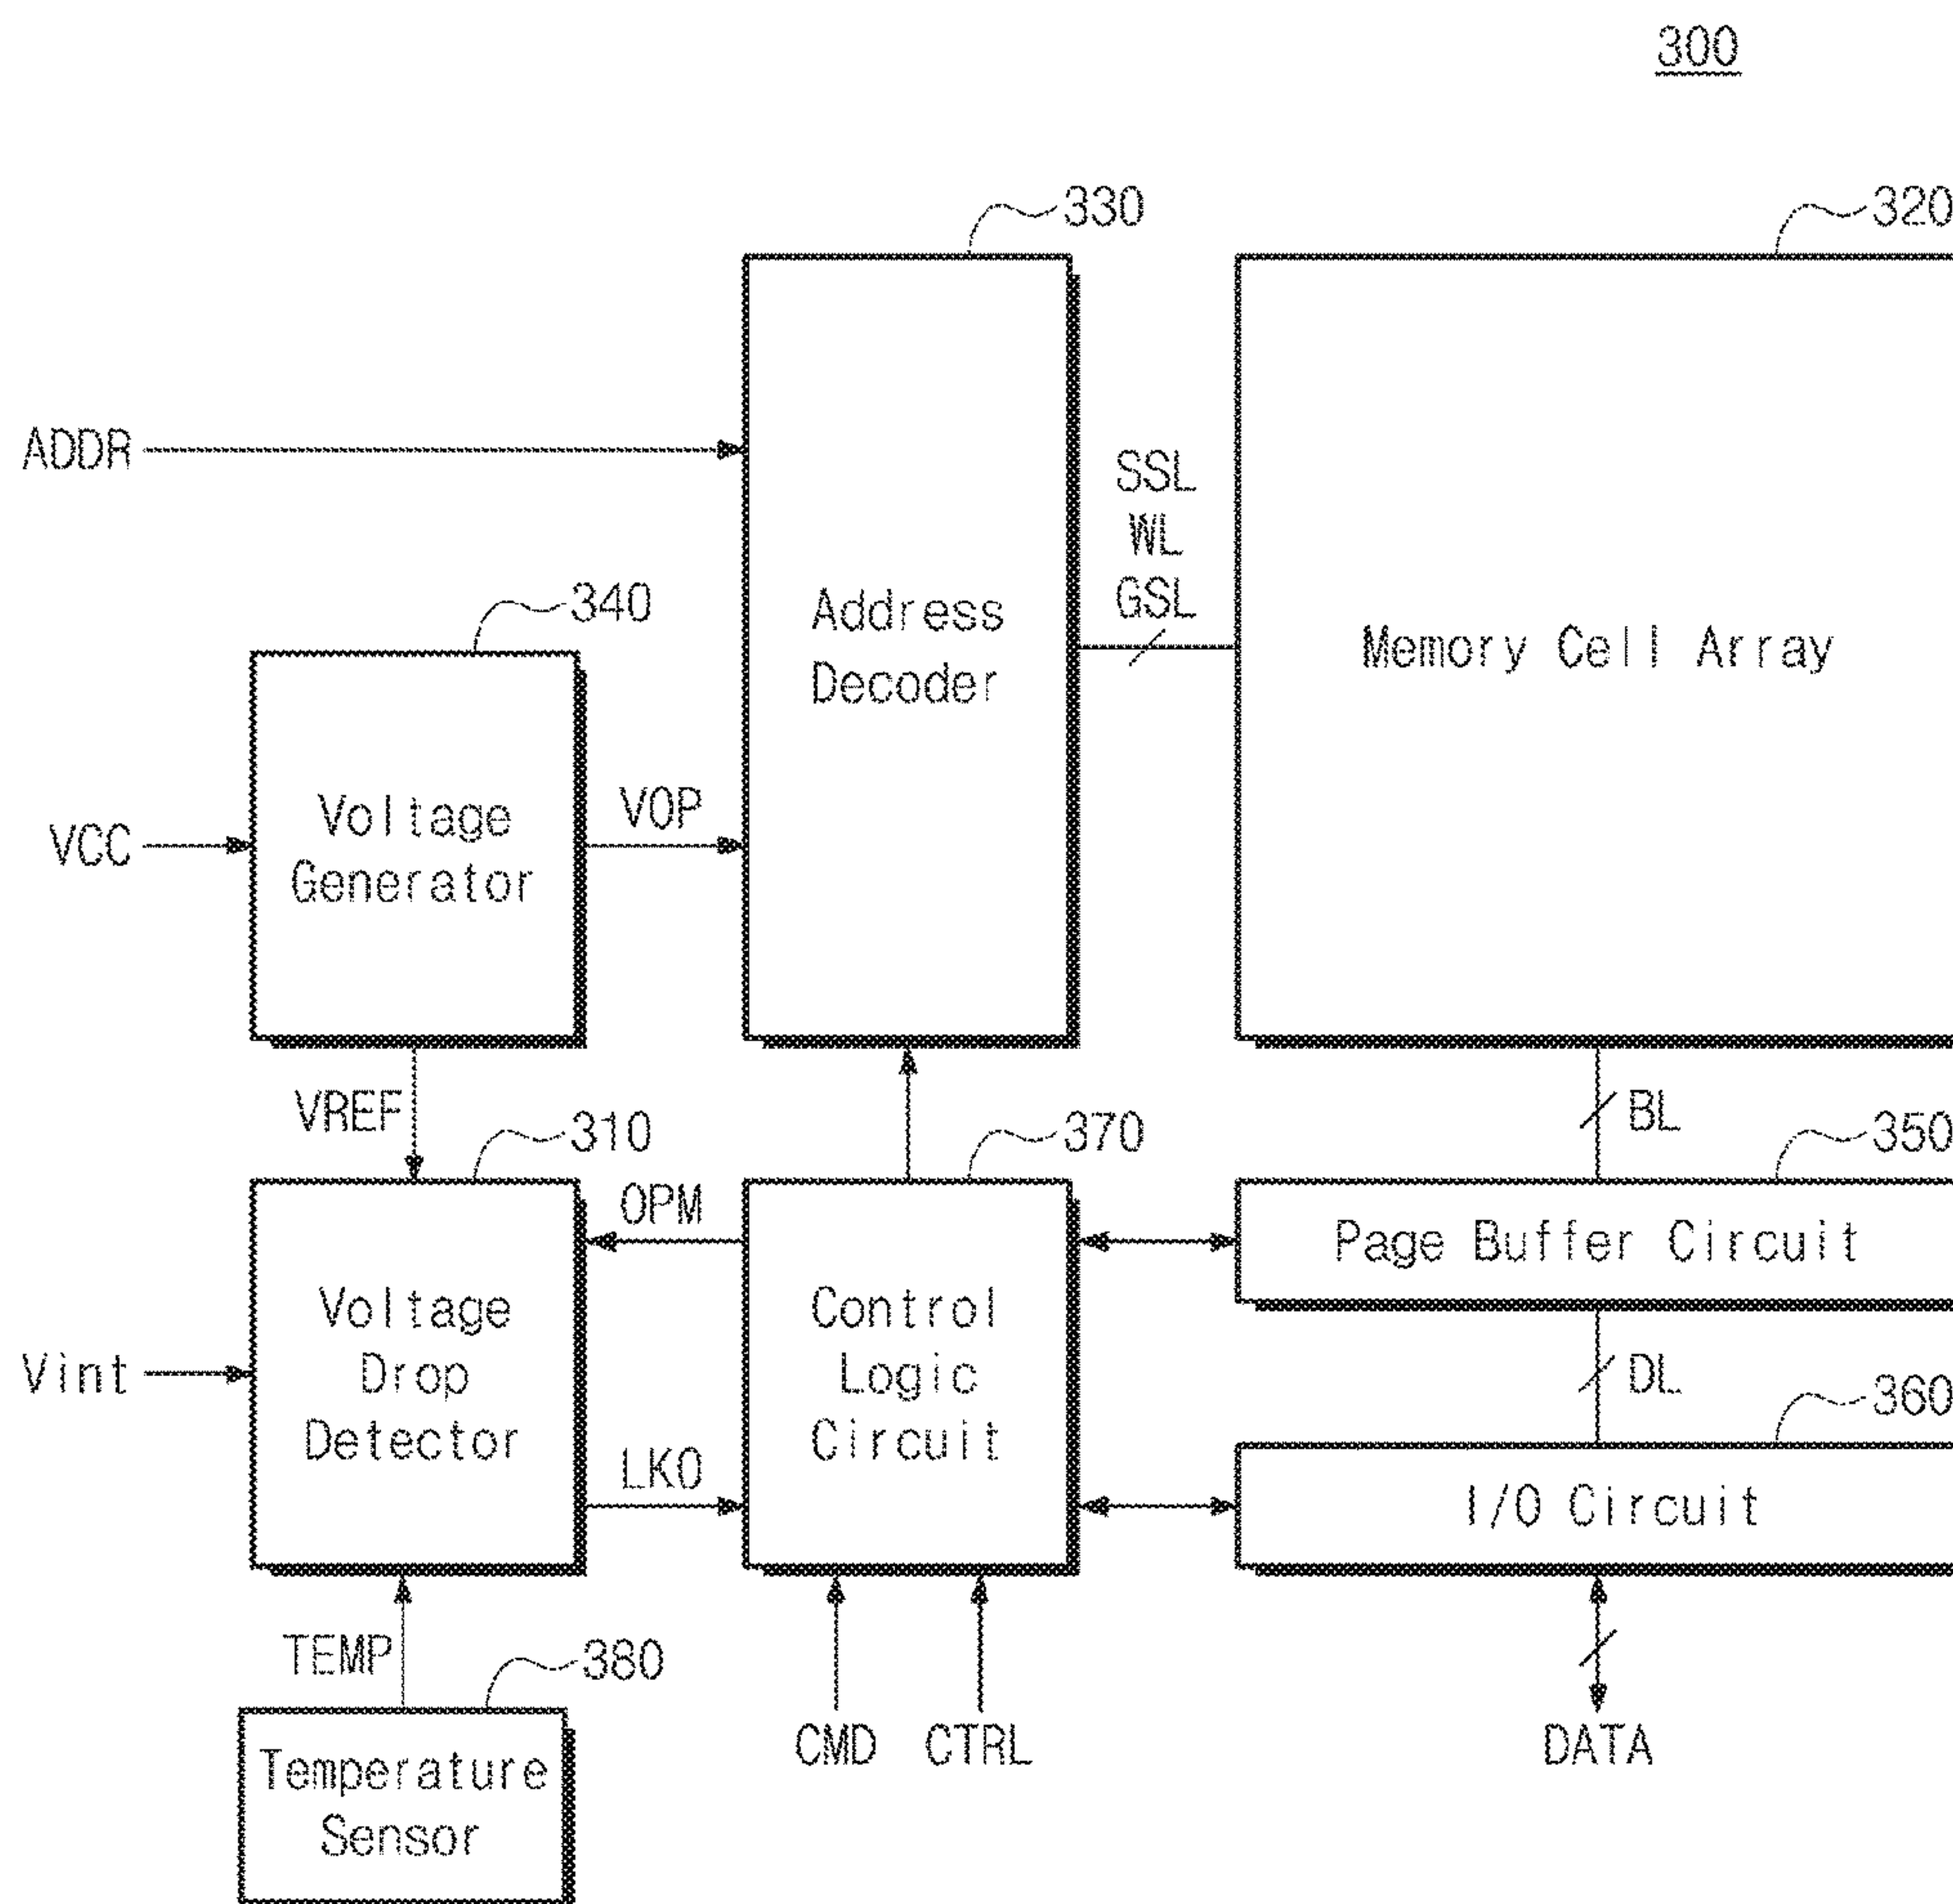 300
330
320
ADDR
SSL
WL
GSL
340
Address
Decoder
Memory Cell Array
VCC
Voltage
Generator
VOP
VREF
310
370
BL
350
OPM
Page Buffer Circuit
Voltage
Drop
Detector
Control
Logic
Circuit
Vint
DL
360
LKO
I/O Circuit
TEMP
380
CMD
CTRL
DATA
Temperature
Sensor